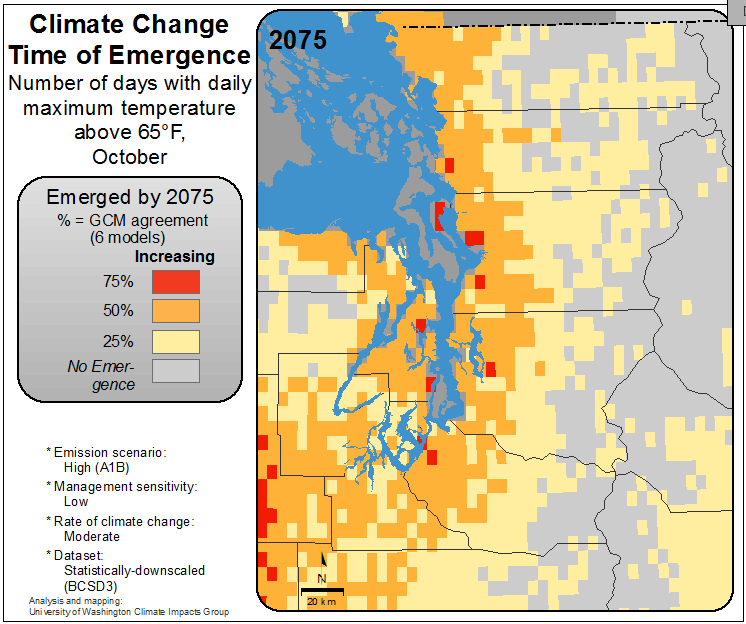 Climate Change
Time of Emergence
Number of days with daily
maximum temperature
above 65°F,
October
2075
Emerged by 2075
% = GCM agreement
(6 models)
Increasing
75%
50%
25%
No Emer-
gence
* Emission scenario:
High (A1B)
* Management sensitivity:
Low
* Rate of climate change:
Moderate
* Dataset:
Statistically-downscaled
(BCSD3)
Analysis and mapping:
University of Washington Climate Impacts Group
N
20 km